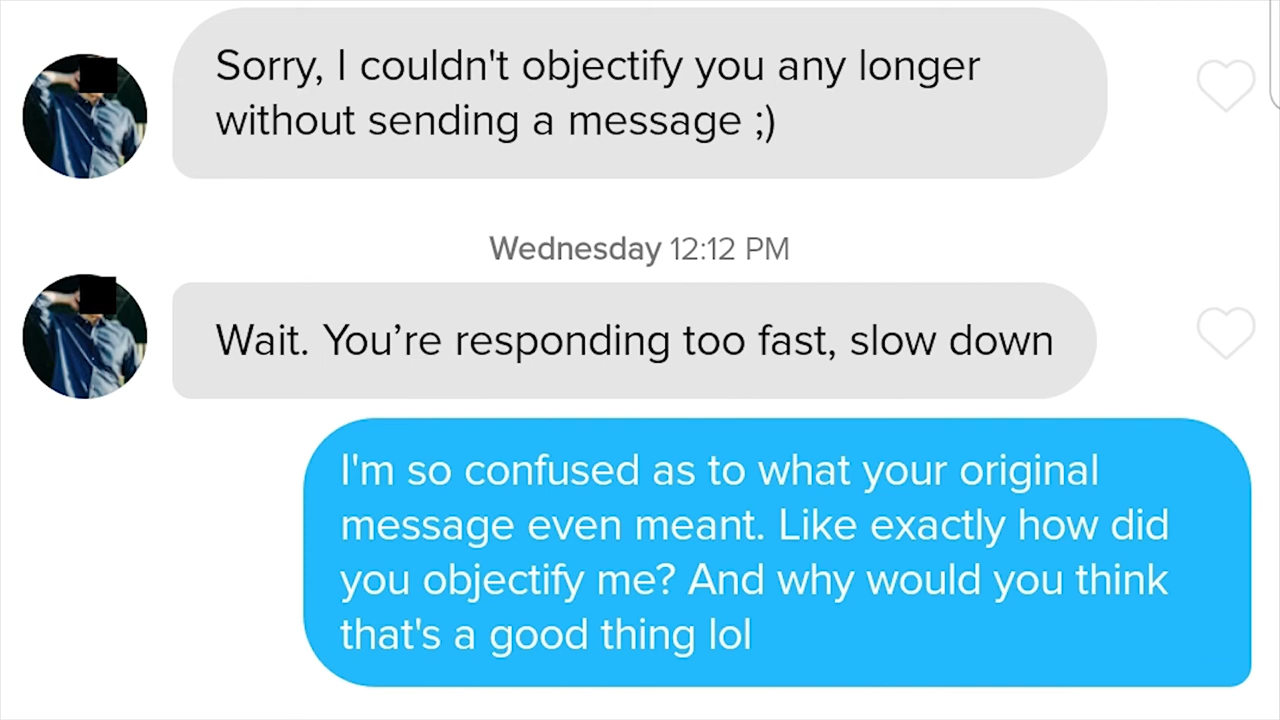 Sorry, I couldn't objectify you any longer
without sending a message ;)
Wednesday 12:12 PM
Wait. You’re responding too fast, slow down
I'm so confused as to what your original
message even meant. Like exactly how did
you objectify me? And why would you think
that's a good thing lol